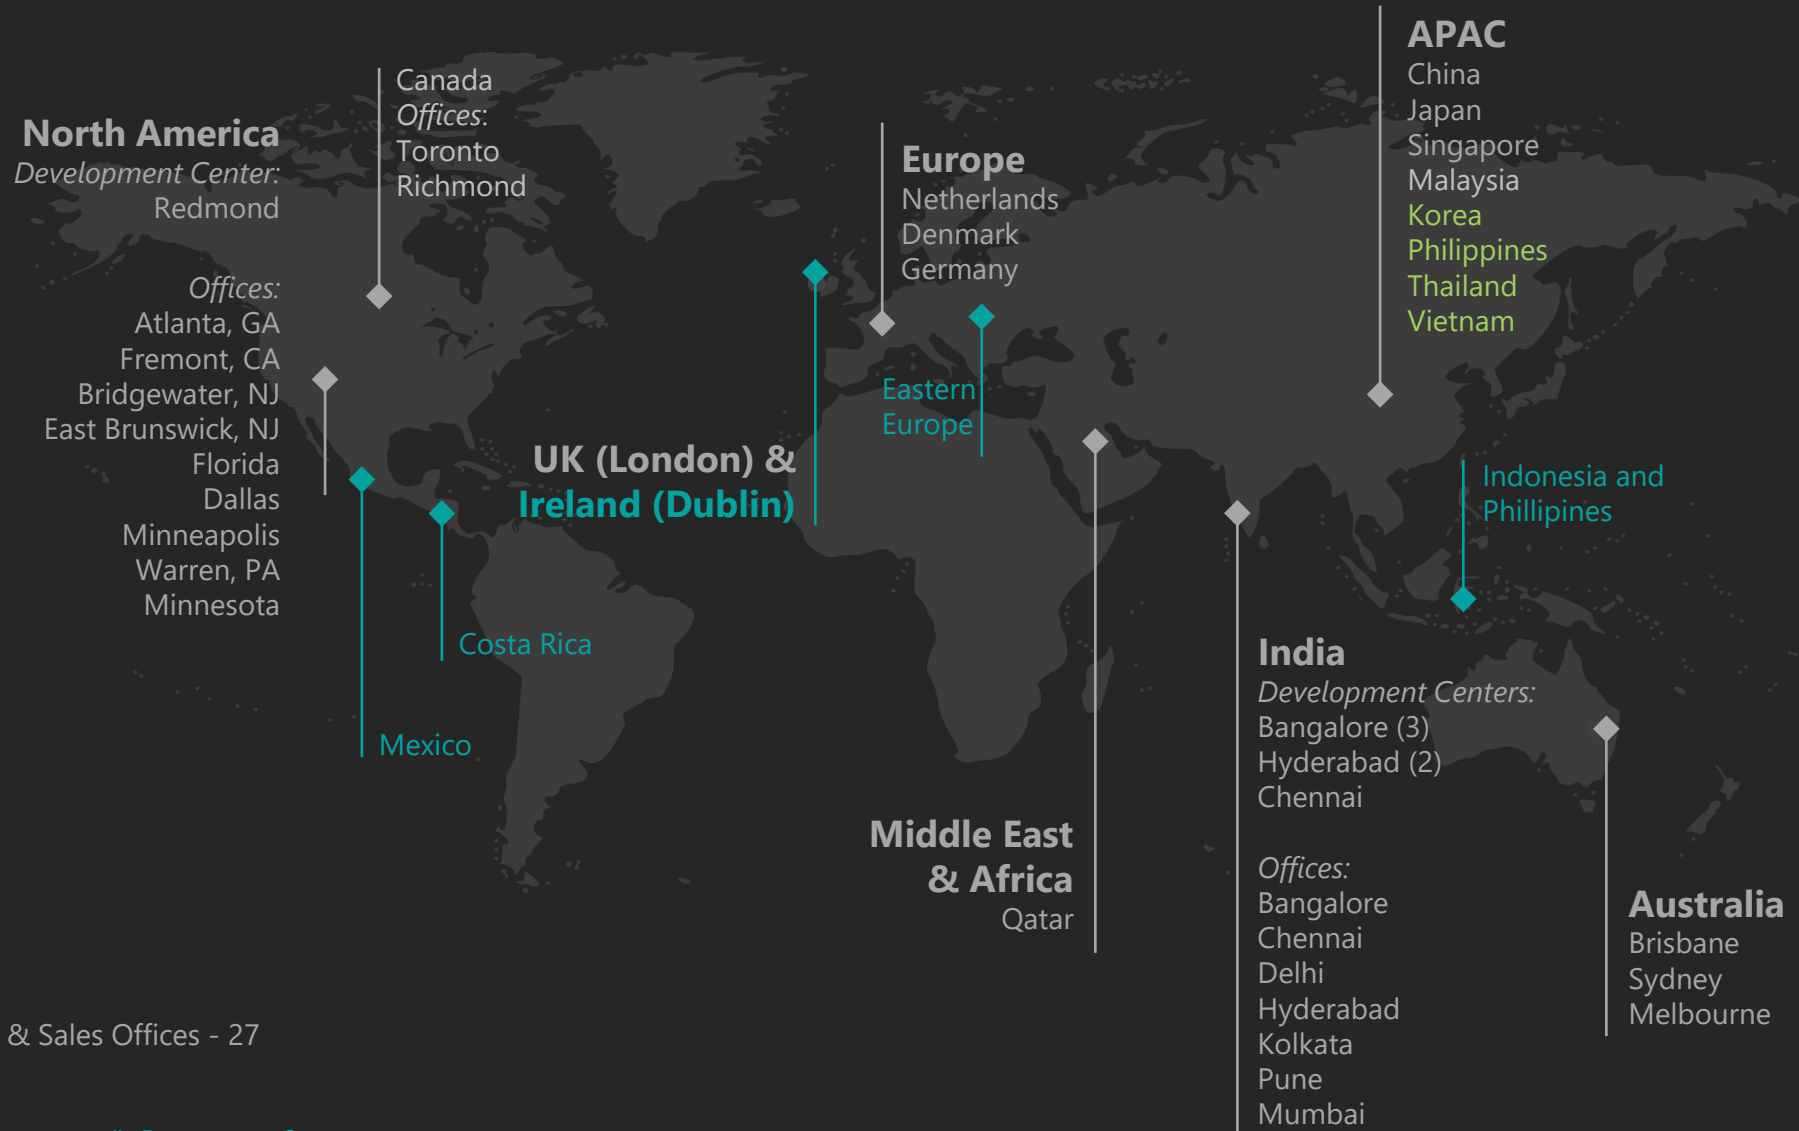 North America
Development Center:
Redmond
Offices:
Atlanta, GA
Fremont, CA
Bridgewater, NJ
East Brunswick, NJ
Florida
Dallas
Minneapolis
Warren, PA
Minnesota
Canada
Offices:
Toronto
Richmond
Mexico
Costa Rica
UK (London) &
Ireland (Dublin)
Europe
Netherlands
Denmark
Germany
Eastern
Europe
Middle East
& Africa
Qatar
APAC
China
Japan
Singapore
Malaysia
Korea
Philippines
Thailand
Vietnam
Indonesia and
Phillipines
India
Development Centers:
Bangalore (3)
Hyderabad (2)
Chennai
Offices:
Bangalore
Chennai
Delhi
Hyderabad
Kolkata
Pune
Mumbai
Australia
Brisbane
Sydney
Melbourne
& Sales Offices - 27